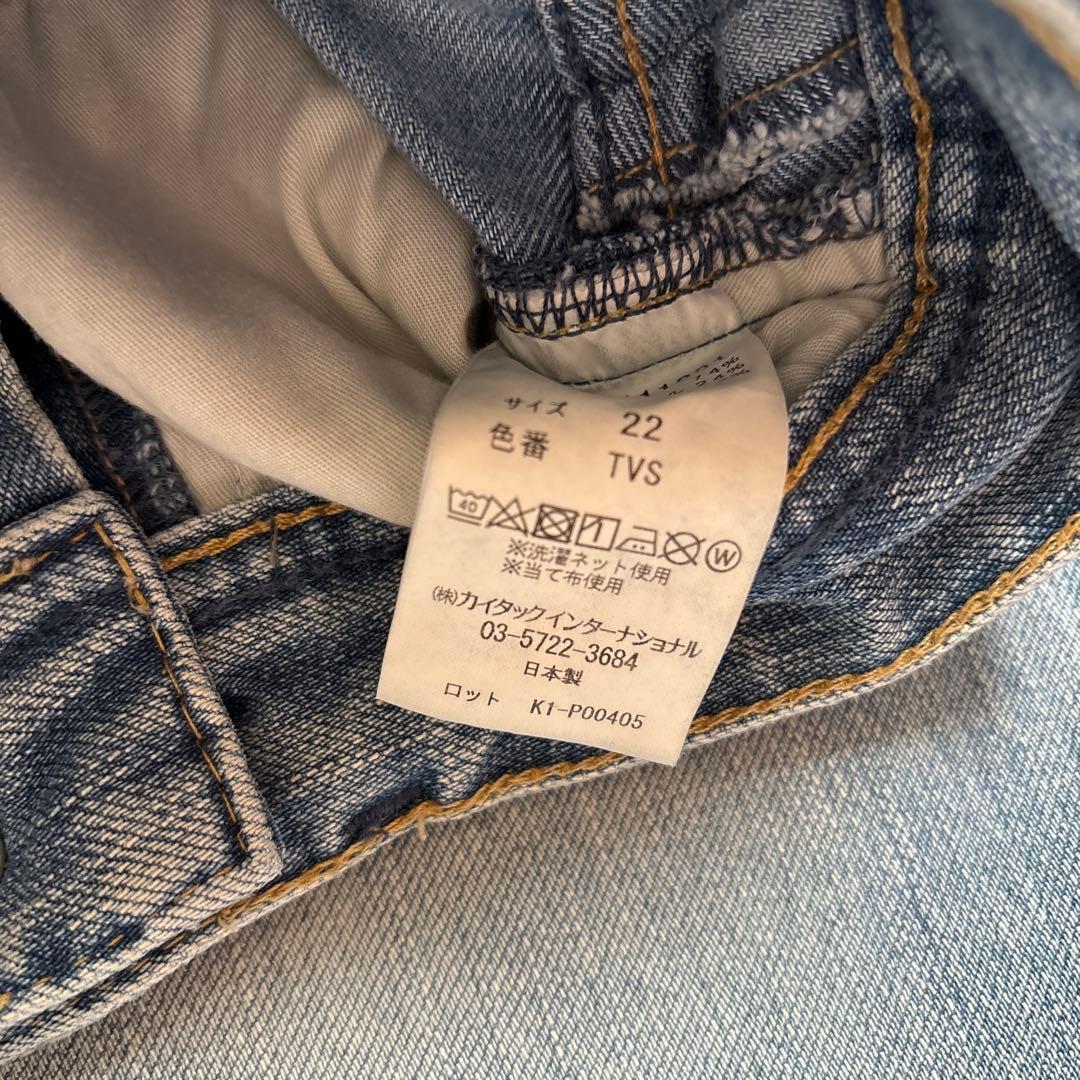 サイズ 22
色番 TVS
40 W
※洗濯ネット使用
※当て布使用
(株)カイタックインターナショナル
03-5722-3684
日本製
ロット K1-P00405